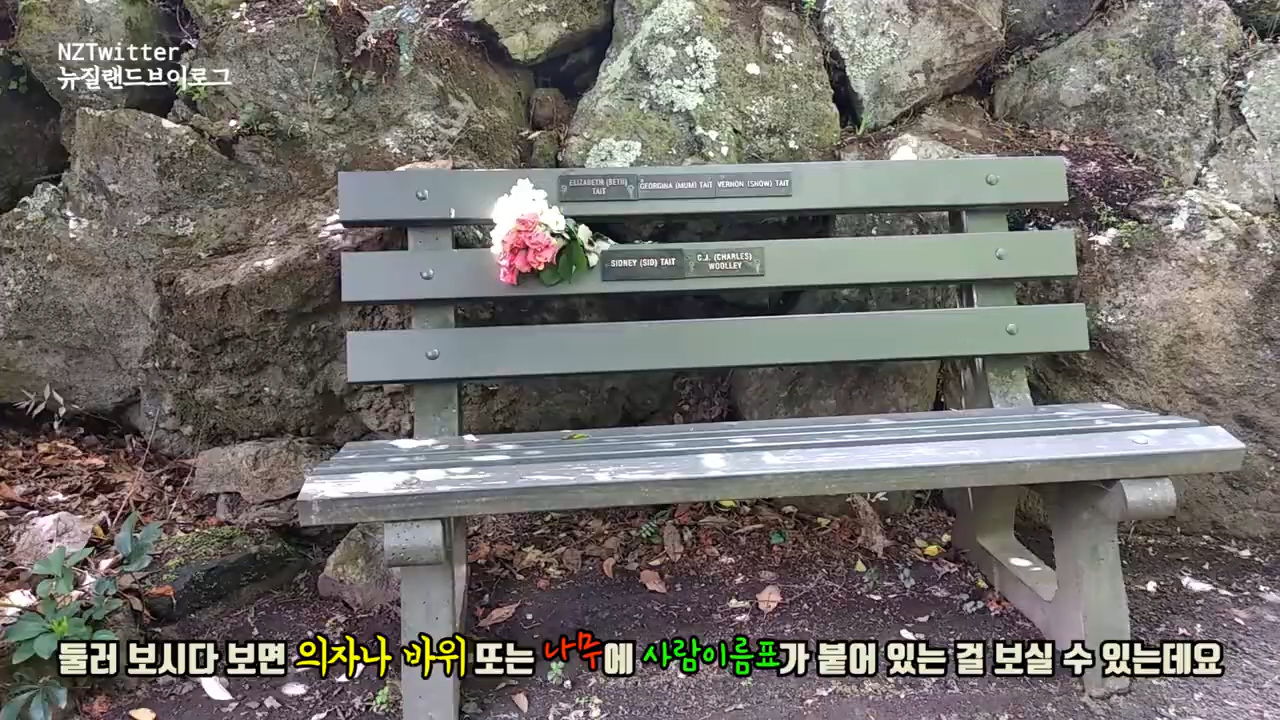 NZTwitter
뉴질랜드브이로그
ELIZABETH (BETH)
TAIT
GEORGINA (MUM) TAIT
VERNON (SNOW) TAIT
SIDNEY (SID) TAIT
C.J. (CHARLES)
WOOLLEY
둘러 보시다 보면 의자나 바위 또는 나무에 사람이름표가 붙어 있는 걸 보실 수 있는데요